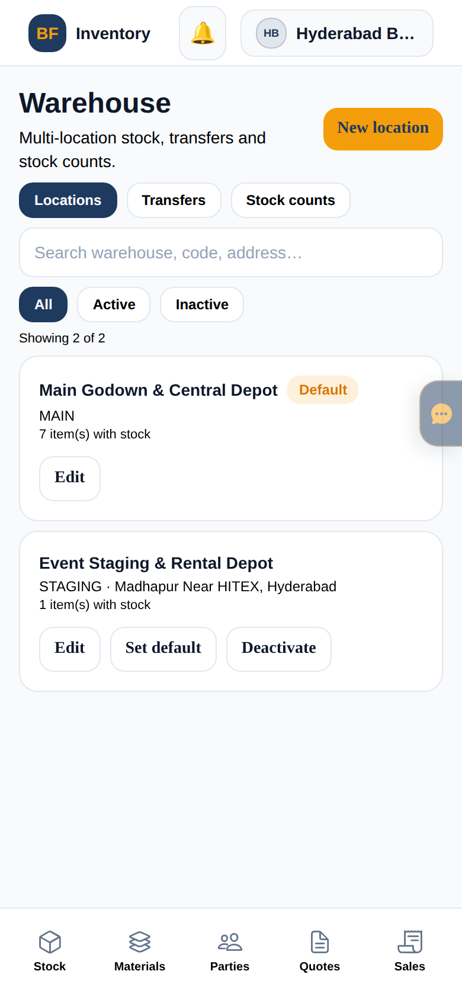 BF Inventory HB Hyderabad B…
Warehouse
Multi-location stock, transfers and
stock counts.
New location
Locations Transfers Stock counts
Search warehouse, code, address…
All Active Inactive
Showing 2 of 2
Main Godown & Central Depot Default
MAIN
7 item(s) with stock
Edit
Event Staging & Rental Depot
STAGING · Madhapur Near HITEX, Hyderabad
1 item(s) with stock
Edit Set default Deactivate
Stock Materials Parties Quotes Sales